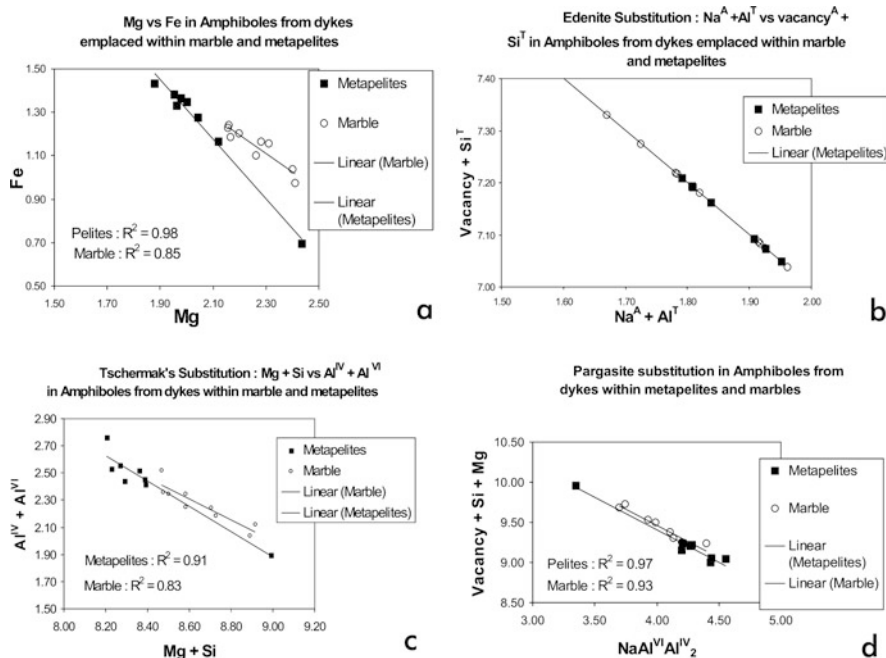 Mg vs Fe in Amphiboles from dykes
emplaced within marble and metapelites
1.50
1.30
1.10
0.90
0.70
0.50
Fe
1.70 1.90 2.10 2.30 2.50
Mg
Pelites : R² = 0.98
Marble : R² = 0.85
Metapelites
Marble
Linear (Marble)
Linear
(Metapelites)
a
Edenite Substitution : Naᴬ +Alᵀ vs vacancyᴬ +
Siᵀ in Amphiboles from dykes emplaced within marble
and metapelites
7.40
7.30
7.20
7.10
7.00
Vacancy + Siᵀ
1.50 1.60 1.70 1.80 1.90 2.00
Naᴬ + Alᵀ
Metapelites
Marble
Linear (Metapelites)
b
Tschermak's Substitution : Mg + Si vs Alᴵⱽ + Alⱽᴵ
in Amphiboles from dykes within marble and metapelites
2.90
2.70
2.50
2.30
2.10
1.90
1.70
1.50
Alᴵⱽ + Alⱽᴵ
8.00 8.20 8.40 8.60 8.80 9.00
Mg + Si
Metapelites : R² = 0.91
Marble : R² = 0.83
Metapelites
Marble
Linear (Marble)
Linear (Metapelites)
c
Pargasite substitution in Amphiboles from
dykes within metapelites and marbles
10.50
10.00
9.50
9.00
8.50
Vacancy + Si + Mg
3.00 4.00 5.00
NaAlⱽᴵAlᴵⱽ₂
Pelites : R² = 0.97
Marble : R² = 0.93
Metapelites
Marble
Linear
(Metapelites)
Linear (Marble)
d